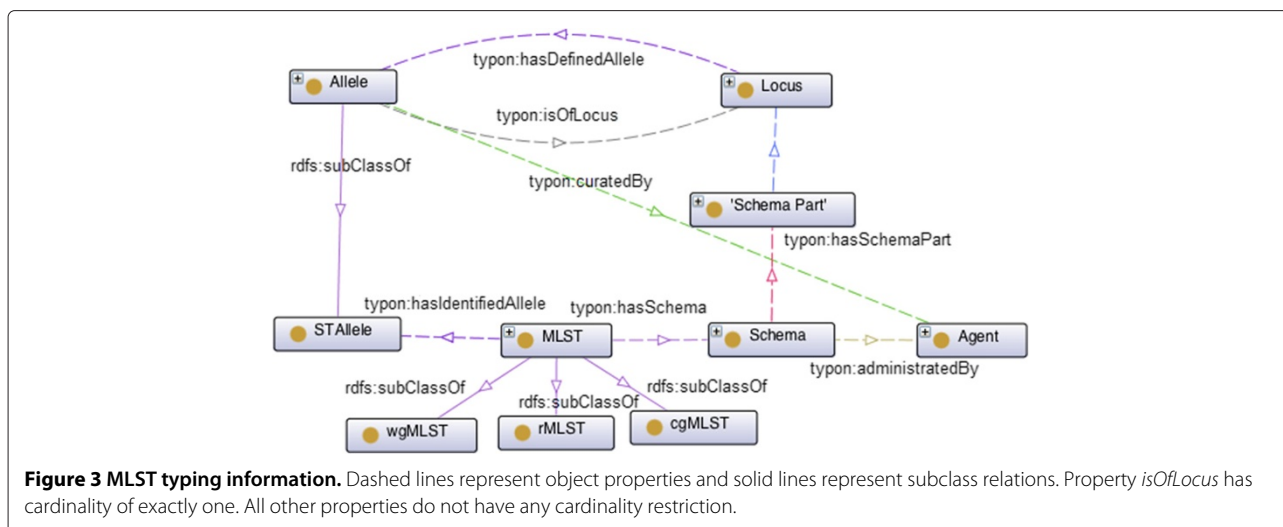 typon:hasDefinedAllele
Allele
Locus
typon:isOfLocus
rdfs:subClassOf
typon:curatedBy
'Schema Part'
typon:hasSchemaPart
typon:hasIdentifiedAllele
typon:hasSchema
STAllele
MLST
Schema
Agent
typon:administratedBy
rdfs:subClassOf
rdfs:subClassOf
rdfs:subClassOf
wgMLST
rMLST
cgMLST
Figure 3 MLST typing information. Dashed lines represent object properties and solid lines represent subclass relations. Property isOfLocus has
cardinality of exactly one. All other properties do not have any cardinality restriction.